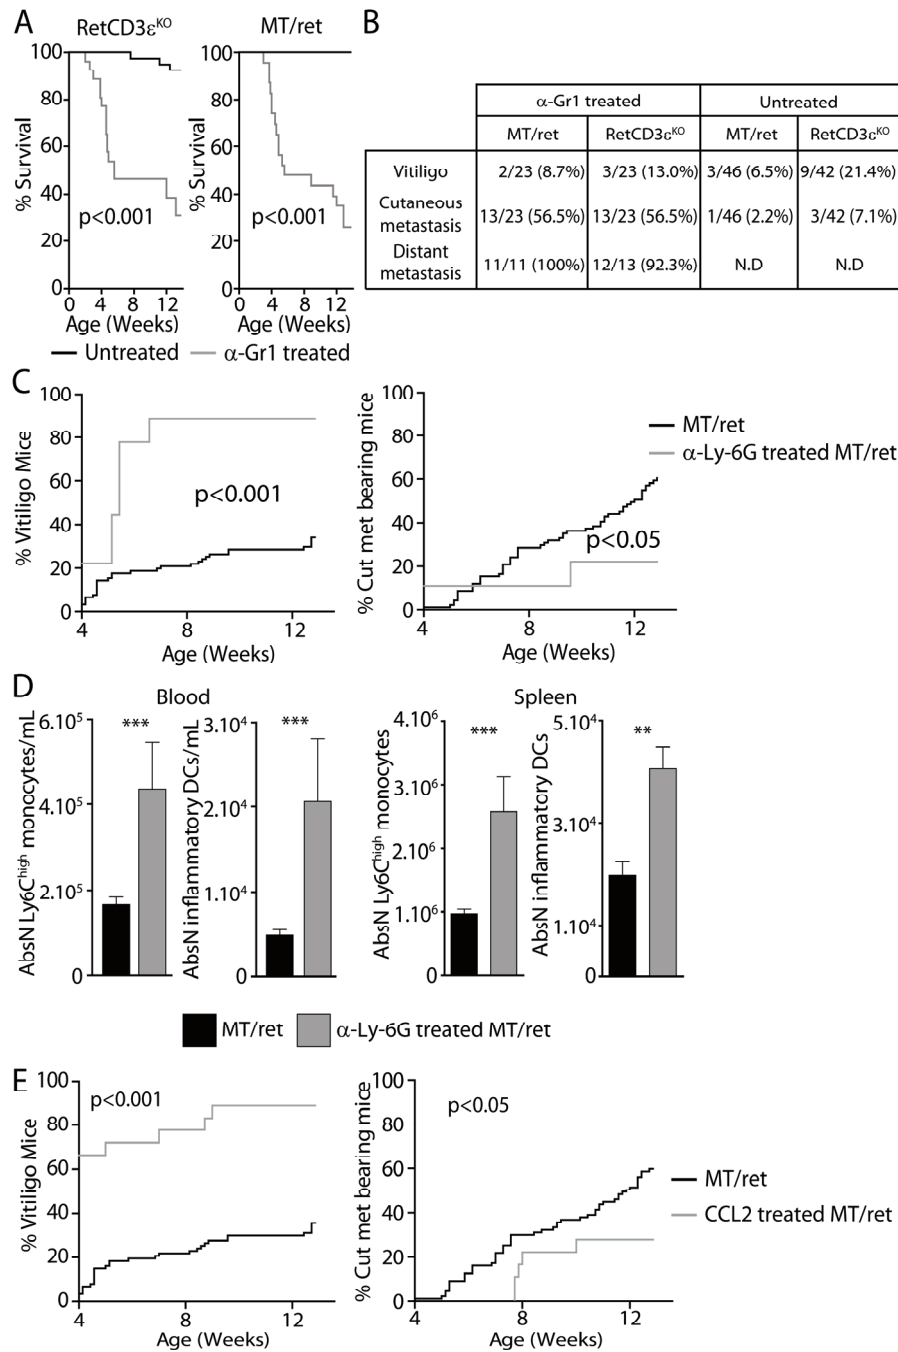 A
RetCD3ε^KO
MT/ret
B
% Survival
100
80
60
40
20
0
p<0.001
0 4 8 12
Age (Weeks)
% Survival
100
80
60
40
20
0
p<0.001
0 4 8 12
Age (Weeks)
Untreated
α-Gr1 treated
α-Gr1 treated Untreated
MT/ret RetCD3ε^KO MT/ret RetCD3ε^KO
Vitiligo 2/23 (8.7%) 3/23 (13.0%) 3/46 (6.5%) 9/42 (21.4%)
Cutaneous
metastasis 13/23 (56.5%) 13/23 (56.5%) 1/46 (2.2%) 3/42 (7.1%)
Distant
metastasis 11/11 (100%) 12/13 (92.3%) N.D N.D
C
% Vitiligo Mice
100
80
60
40
20
0
p<0.001
4 8 12
Age (Weeks)
% Cut met bearing mice
100
80
60
40
20
0
p<0.05
4 8 12
Age (Weeks)
MT/ret
α-Ly-6G treated MT/ret
D
Blood
Spleen
AbsN Ly6C^high monocytes/mL
6.10^5
4.10^5
2.10^5
0
***
AbsN inflammatory DCs/mL
3.10^4
2.10^4
1.10^4
0
***
AbsN Ly6C^high monocytes
4.10^6
3.10^6
2.10^6
1.10^6
0
***
AbsN inflammatory DCs
5.10^4
3.10^4
1.10^4
0
**
MT/ret
α-Ly-6G treated MT/ret
E
% Vitiligo Mice
100
80
60
40
20
0
p<0.001
4 8 12
Age (Weeks)
% Cut met bearing mice
100
80
60
40
20
0
p<0.05
4 8 12
Age (Weeks)
MT/ret
CCL2 treated MT/ret